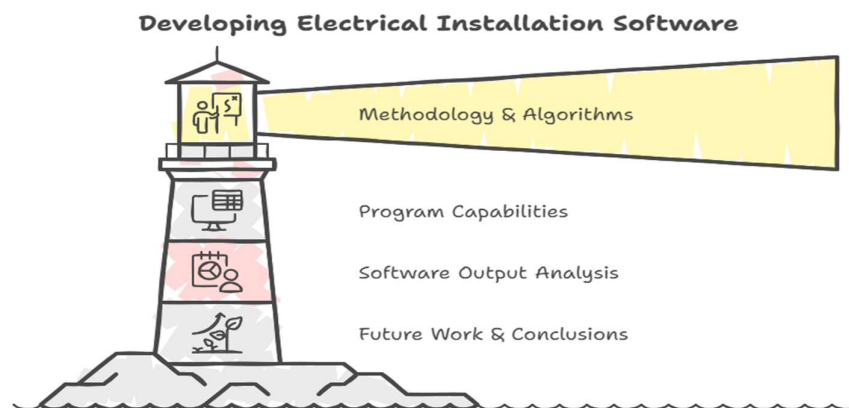 Developing Electrical Installation Software
Methodology & Algorithms
Program Capabilities
Software Output Analysis
Future Work & Conclusions